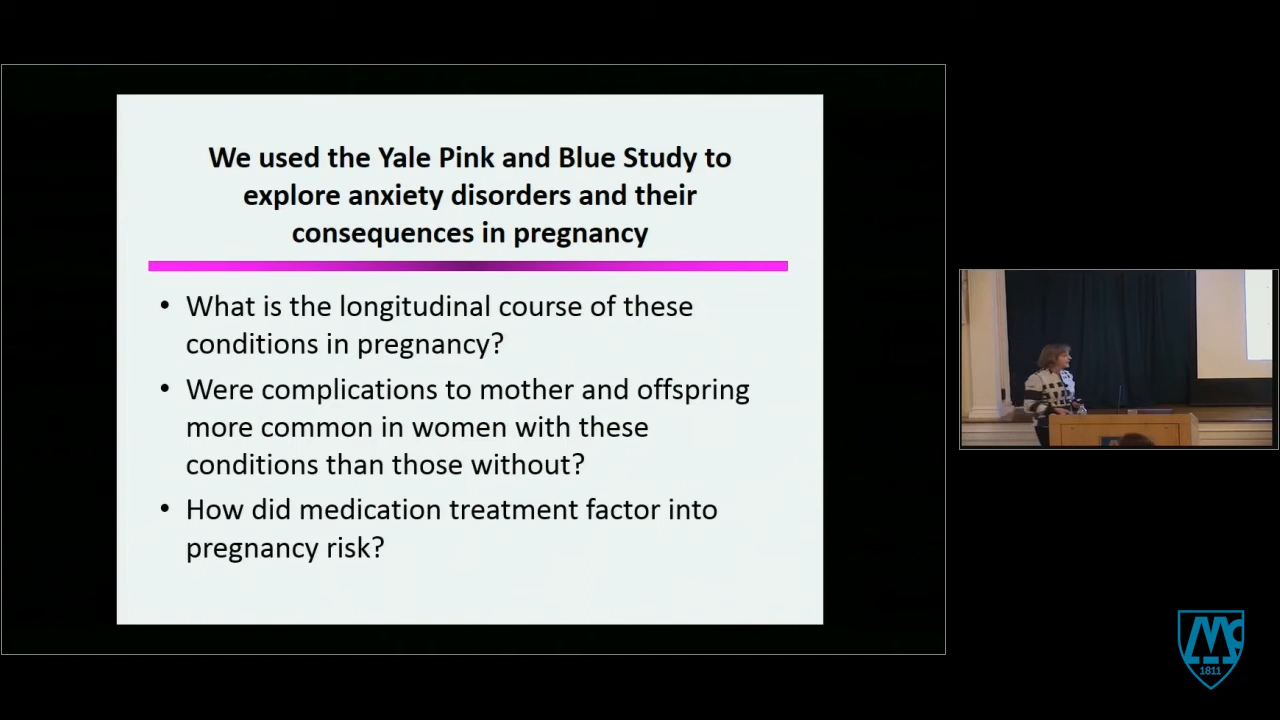 We used the Yale Pink and Blue Study to
explore anxiety disorders and their
consequences in pregnancy
• What is the longitudinal course of these
conditions in pregnancy?
• Were complications to mother and offspring
more common in women with these
conditions than those without?
• How did medication treatment factor into
pregnancy risk?
Mc
1811